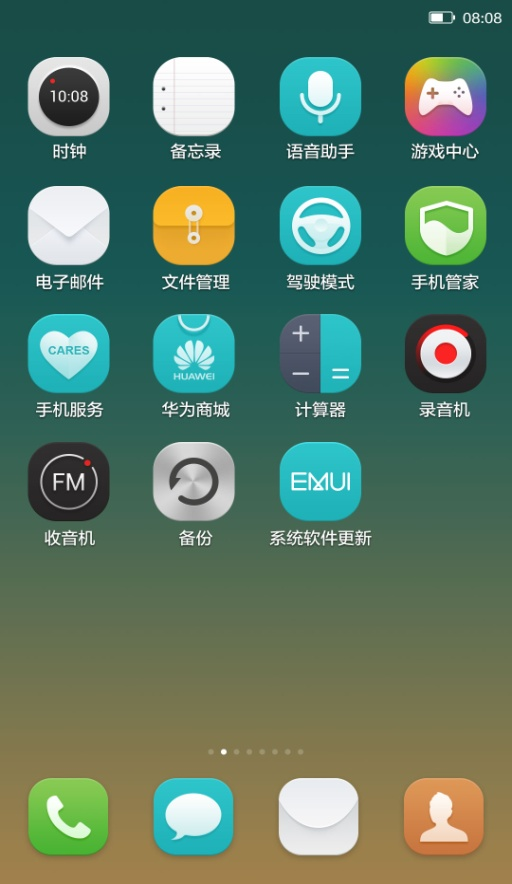 08:08
10:08
时钟
备忘录
语音助手
游戏中心
电子邮件
文件管理
驾驶模式
手机管家
CARES
手机服务
HUAWEI
华为商城
计算器
录音机
FM
收音机
备份
EMUI
系统软件更新